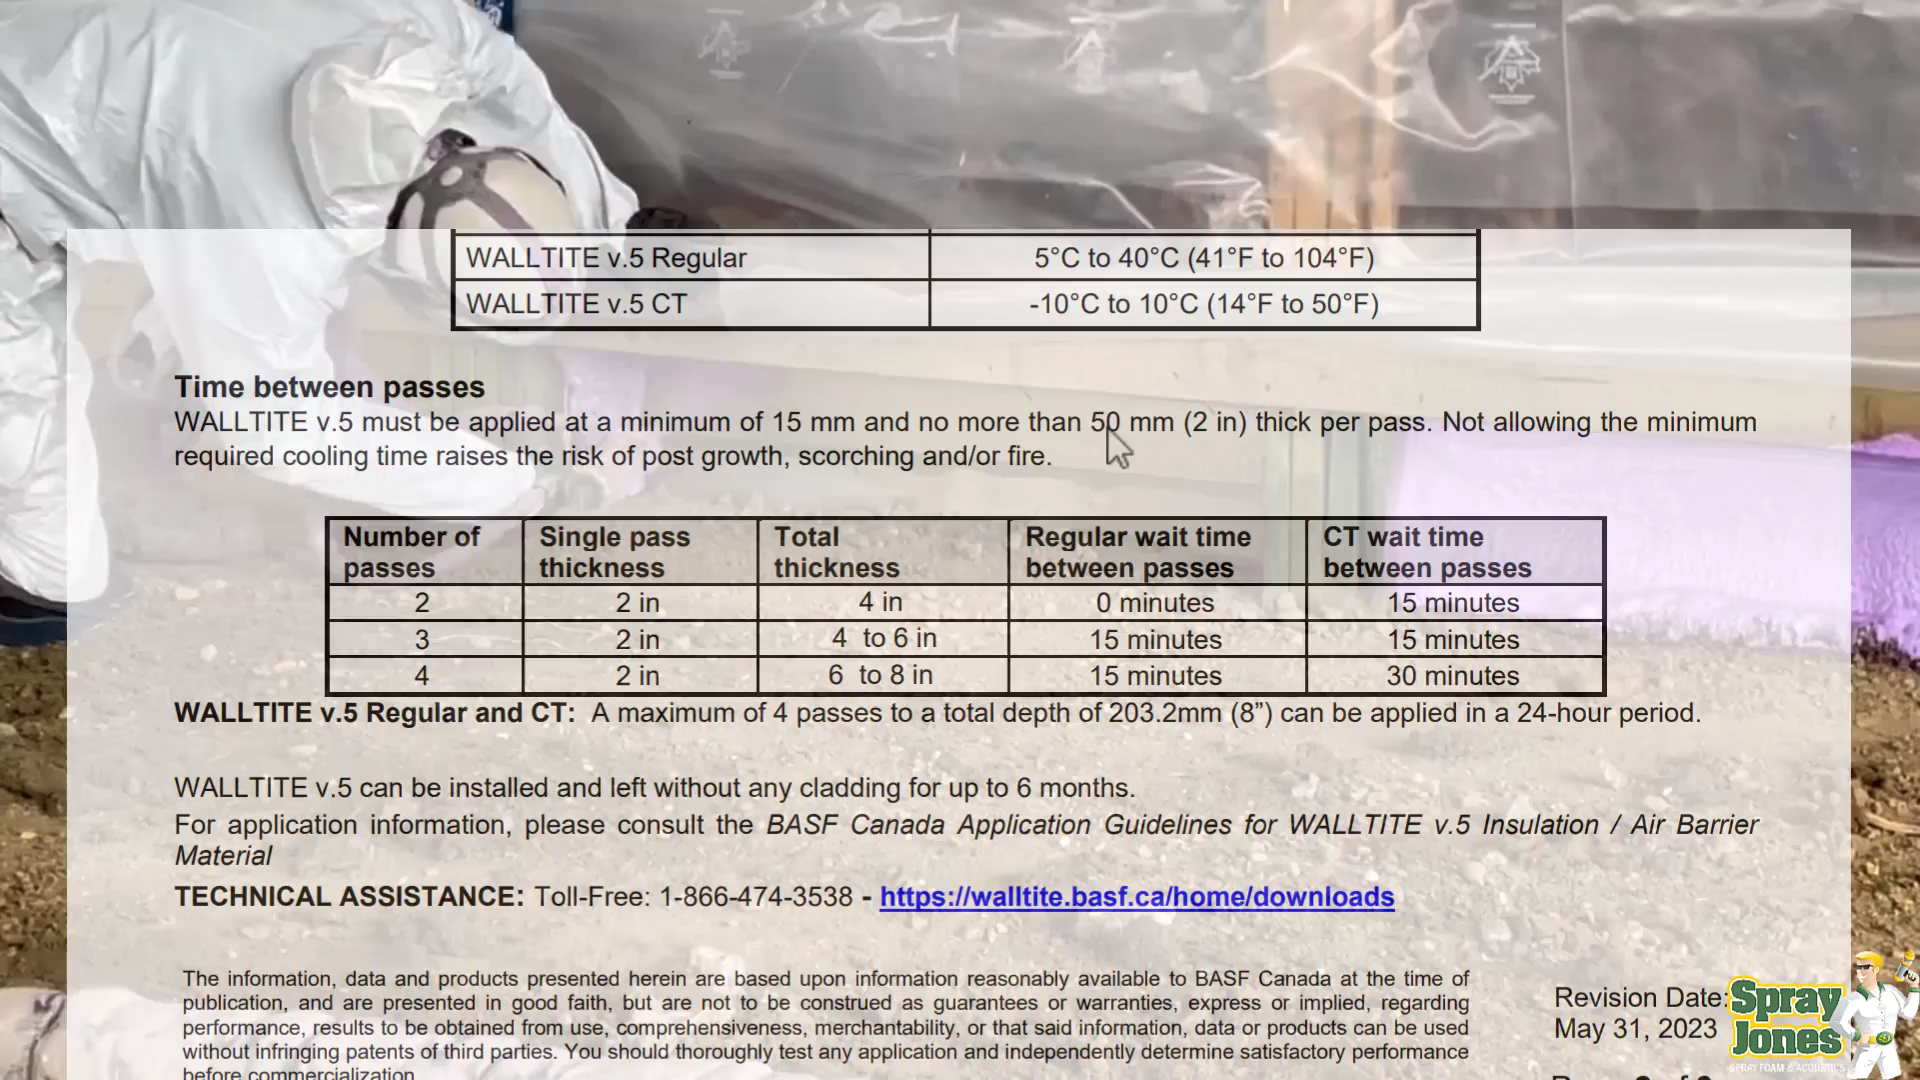 WALLTITE v.5 Regular 5°C to 40°C (41°F to 104°F)
WALLTITE v.5 CT -10°C to 10°C (14°F to 50°F)
Time between passes
WALLTITE v.5 must be applied at a minimum of 15 mm and no more than 50 mm (2 in) thick per pass. Not allowing the minimum
required cooling time raises the risk of post growth, scorching and/or fire.
Number of passes Single pass thickness Total thickness Regular wait time between passes CT wait time between passes
2 2 in 4 in 0 minutes 15 minutes
3 2 in 4 to 6 in 15 minutes 15 minutes
4 2 in 6 to 8 in 15 minutes 30 minutes
WALLTITE v.5 Regular and CT: A maximum of 4 passes to a total depth of 203.2mm (8”) can be applied in a 24-hour period.
WALLTITE v.5 can be installed and left without any cladding for up to 6 months.
For application information, please consult the BASF Canada Application Guidelines for WALLTITE v.5 Insulation / Air Barrier
Material
TECHNICAL ASSISTANCE: Toll-Free: 1-866-474-3538 - https://walltite.basf.ca/home/downloads
The information, data and products presented herein are based upon information reasonably available to BASF Canada at the time of
publication, and are presented in good faith, but are not to be construed as guarantees or warranties, express or implied, regarding
performance, results to be obtained from use, comprehensiveness, merchantability, or that said information, data or products can be used
without infringing patents of third parties. You should thoroughly test any application and independently determine satisfactory performance
before commercialization.
Revision Date:
May 31, 2023
Spray
Jones
SPRAY FOAM & ACOUSTICS